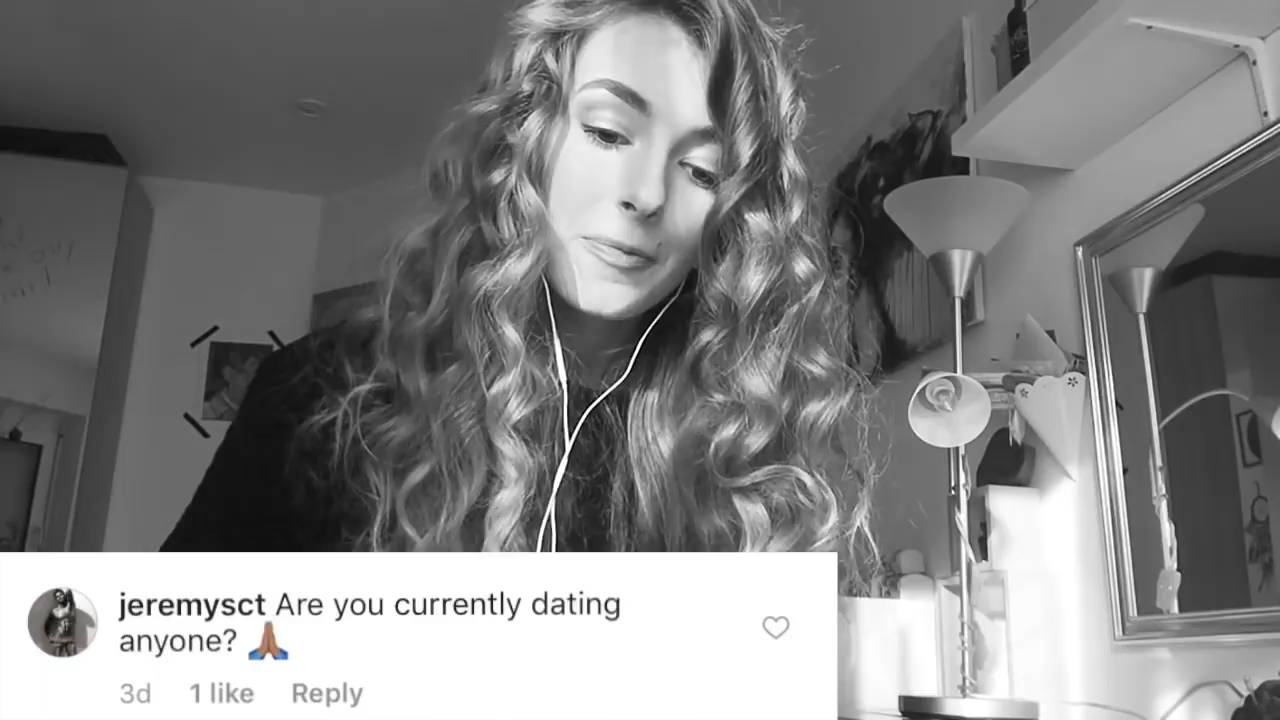 jeremysct Are you currently dating
anyone? 🙏🏽
3d 1 like Reply